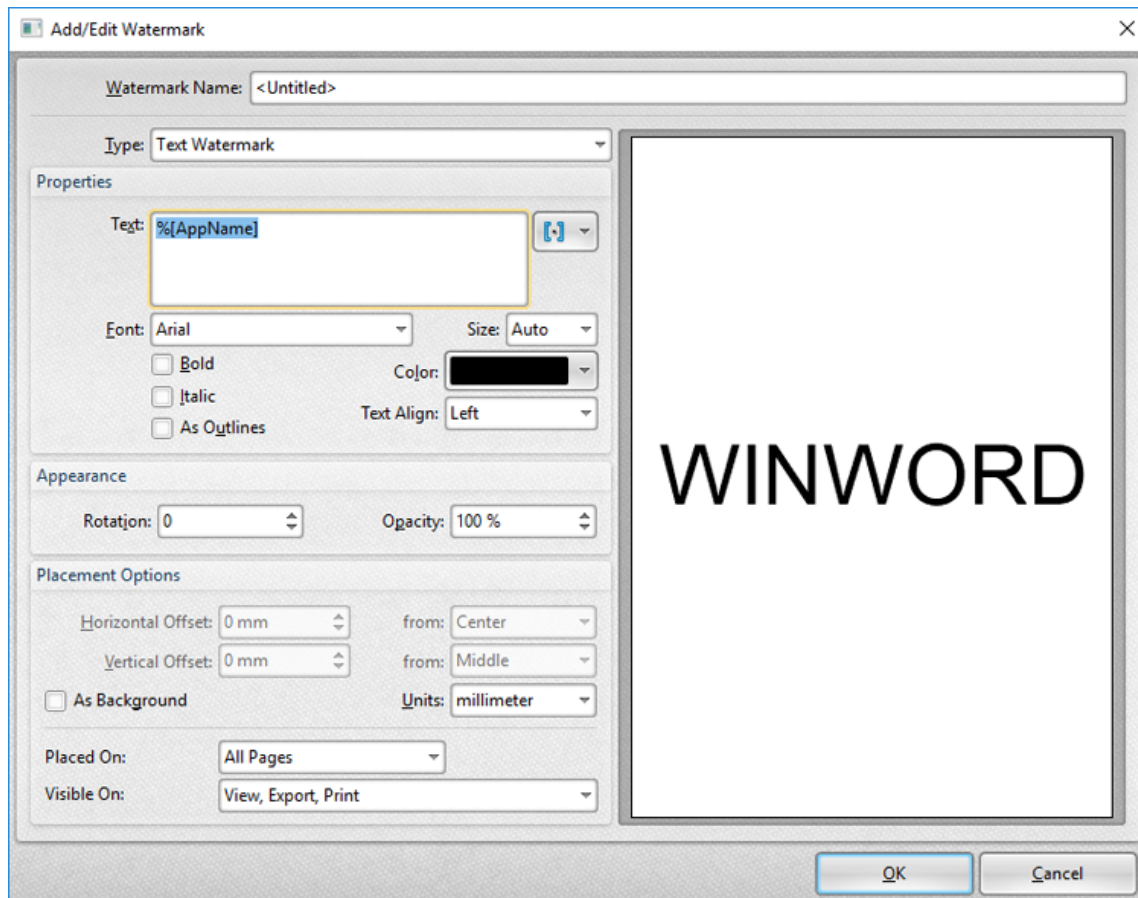 Add/Edit Watermark
Watermark Name: <Untitled>
Type: Text Watermark
Properties
Text: %[AppName]
Font: Arial Size: Auto
Bold
Color:
Italic
Text Align: Left
As Outlines
Appearance
Rotation: 0 Opacity: 100 %
Placement Options
Horizontal Offset: 0 mm from: Center
Vertical Offset: 0 mm from: Middle
As Background Units: millimeter
Placed On: All Pages
Visible On: View, Export, Print
WINWORD
OK Cancel